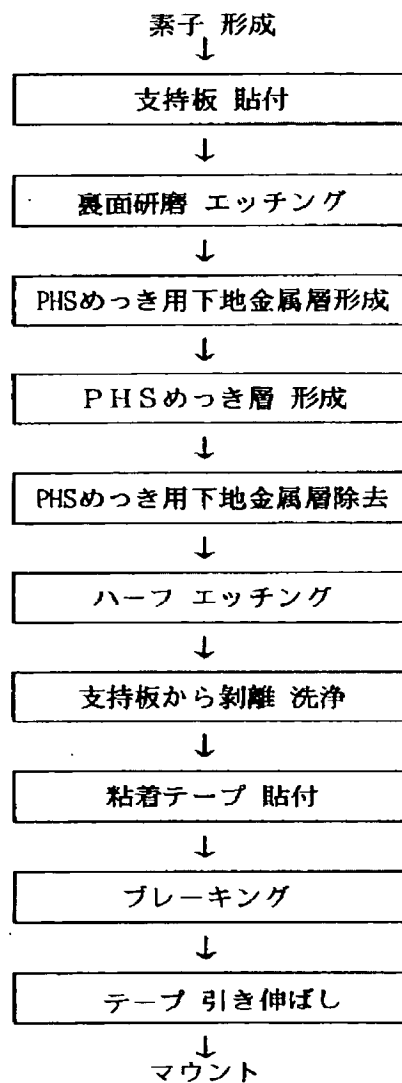 素子 形成
↓
支持板 貼付
↓
裏面研磨 エッチング
↓
PHSめっき用下地金属層形成
↓
PHSめっき層 形成
↓
PHSめっき用下地金属層除去
↓
ハーフ エッチング
↓
支持板から剝離 洗浄
↓
粘着テープ 貼付
↓
ブレーキング
↓
テープ 引き伸ばし
↓
マウント